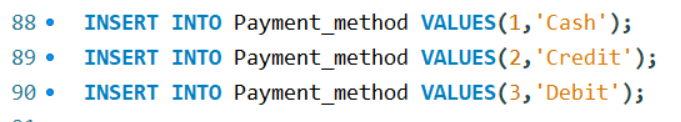 88 • INSERT INTO Payment_method VALUES(1,'Cash');
89 • INSERT INTO Payment_method VALUES(2,'Credit');
90 • INSERT INTO Payment_method VALUES(3,'Debit');